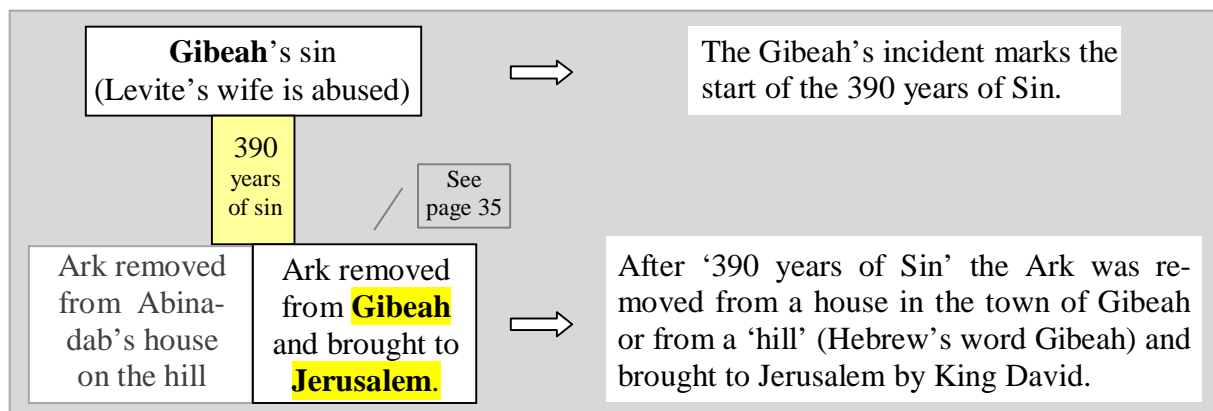 Gibeah’s sin
(Levite’s wife is abused)
The Gibeah’s incident marks the
start of the 390 years of Sin.
390
years
of sin
See
page 35
Ark removed
from Abina-
dab’s house
on the hill
Ark removed
from Gibeah
and brought to
Jerusalem.
After ‘390 years of Sin’ the Ark was re-
moved from a house in the town of Gibeah
or from a ‘hill’ (Hebrew’s word Gibeah) and
brought to Jerusalem by King David.